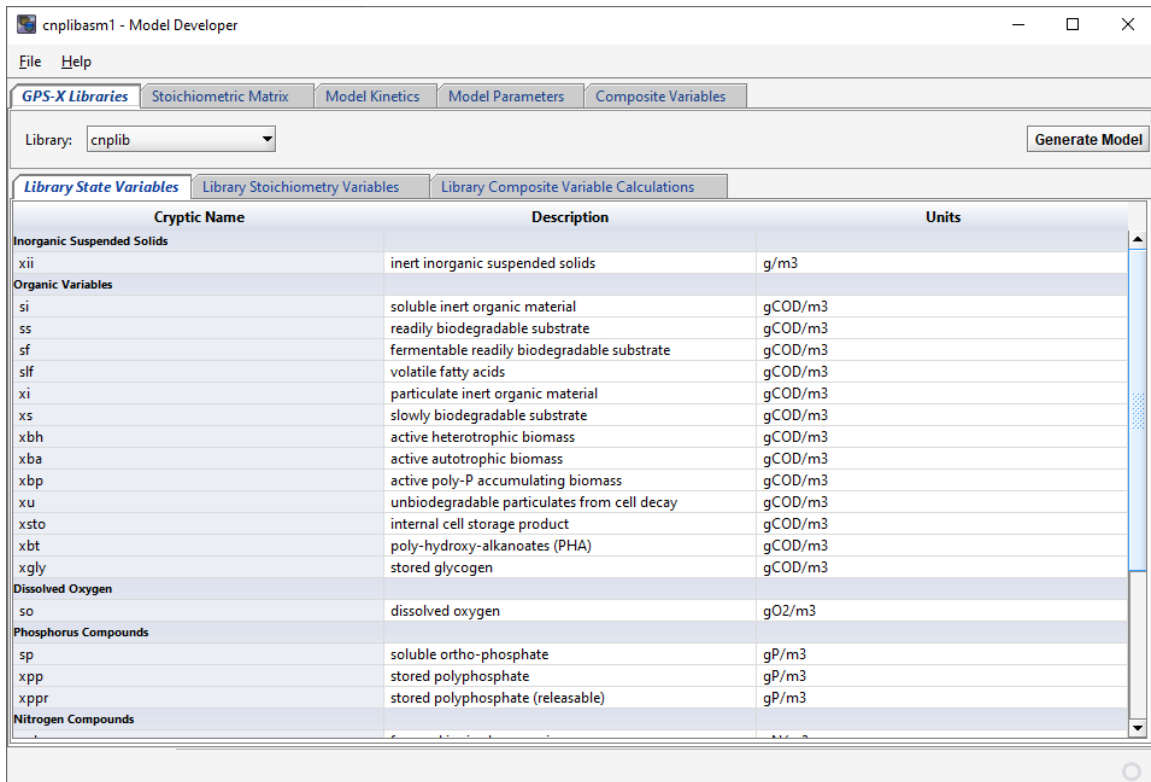 cnplibasm1 - Model Developer
File Help
GPS-X Libraries Stoichiometric Matrix Model Kinetics Model Parameters Composite Variables
Library: cnplib Generate Model
Library State Variables Library Stoichiometry Variables Library Composite Variable Calculations
Cryptic Name Description Units
Inorganic Suspended Solids
xii inert inorganic suspended solids g/m3
Organic Variables
si soluble inert organic material gCOD/m3
ss readily biodegradable substrate gCOD/m3
sf fermentable readily biodegradable substrate gCOD/m3
slf volatile fatty acids gCOD/m3
xi particulate inert organic material gCOD/m3
xs slowly biodegradable substrate gCOD/m3
xbh active heterotrophic biomass gCOD/m3
xba active autotrophic biomass gCOD/m3
xbp active poly-P accumulating biomass gCOD/m3
xu unbiodegradable particulates from cell decay gCOD/m3
xsto internal cell storage product gCOD/m3
xbt poly-hydroxy-alkanoates (PHA) gCOD/m3
xgly stored glycogen gCOD/m3
Dissolved Oxygen
so dissolved oxygen gO2/m3
Phosphorus Compounds
sp soluble ortho-phosphate gP/m3
xpp stored polyphosphate gP/m3
xppr stored polyphosphate (releasable) gP/m3
Nitrogen Compounds